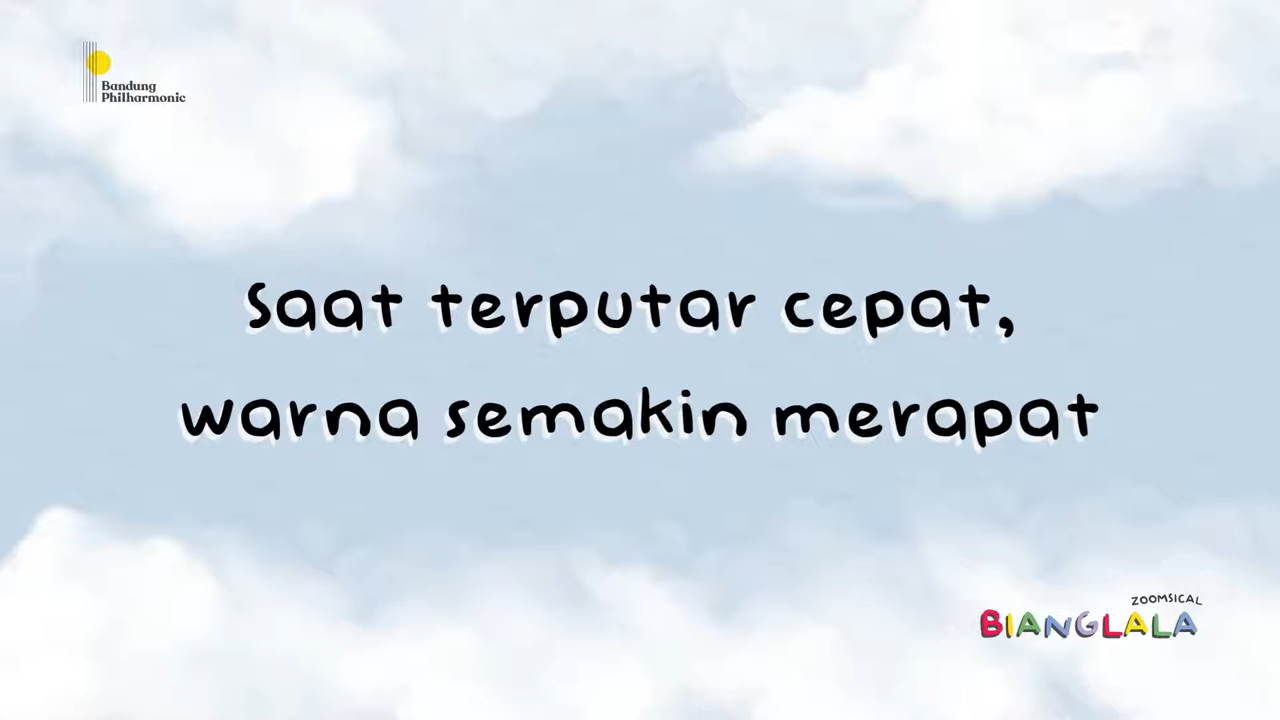 Bandung
Philharmonic
Saat terputar cepat,
warna semakin merapat
ZOOMSICAL
BIANGLALA